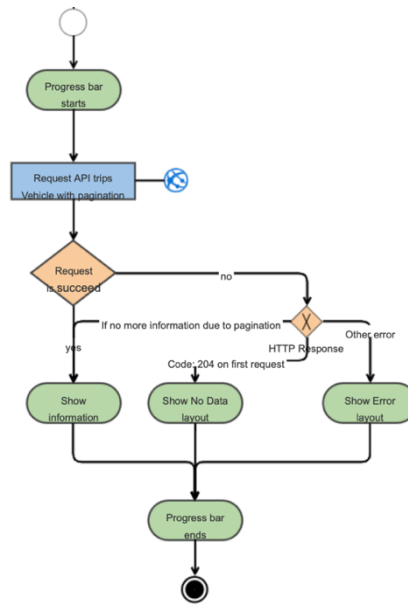 Progress bar
starts
Request API trips
Vehicle with pagination
Request
is succeed
no
If no more information due to pagination
Other error
yes
HTTP Response
Code: 204 on first request
Show
information
Show No Data
layout
Show Error
layout
Progress bar
ends